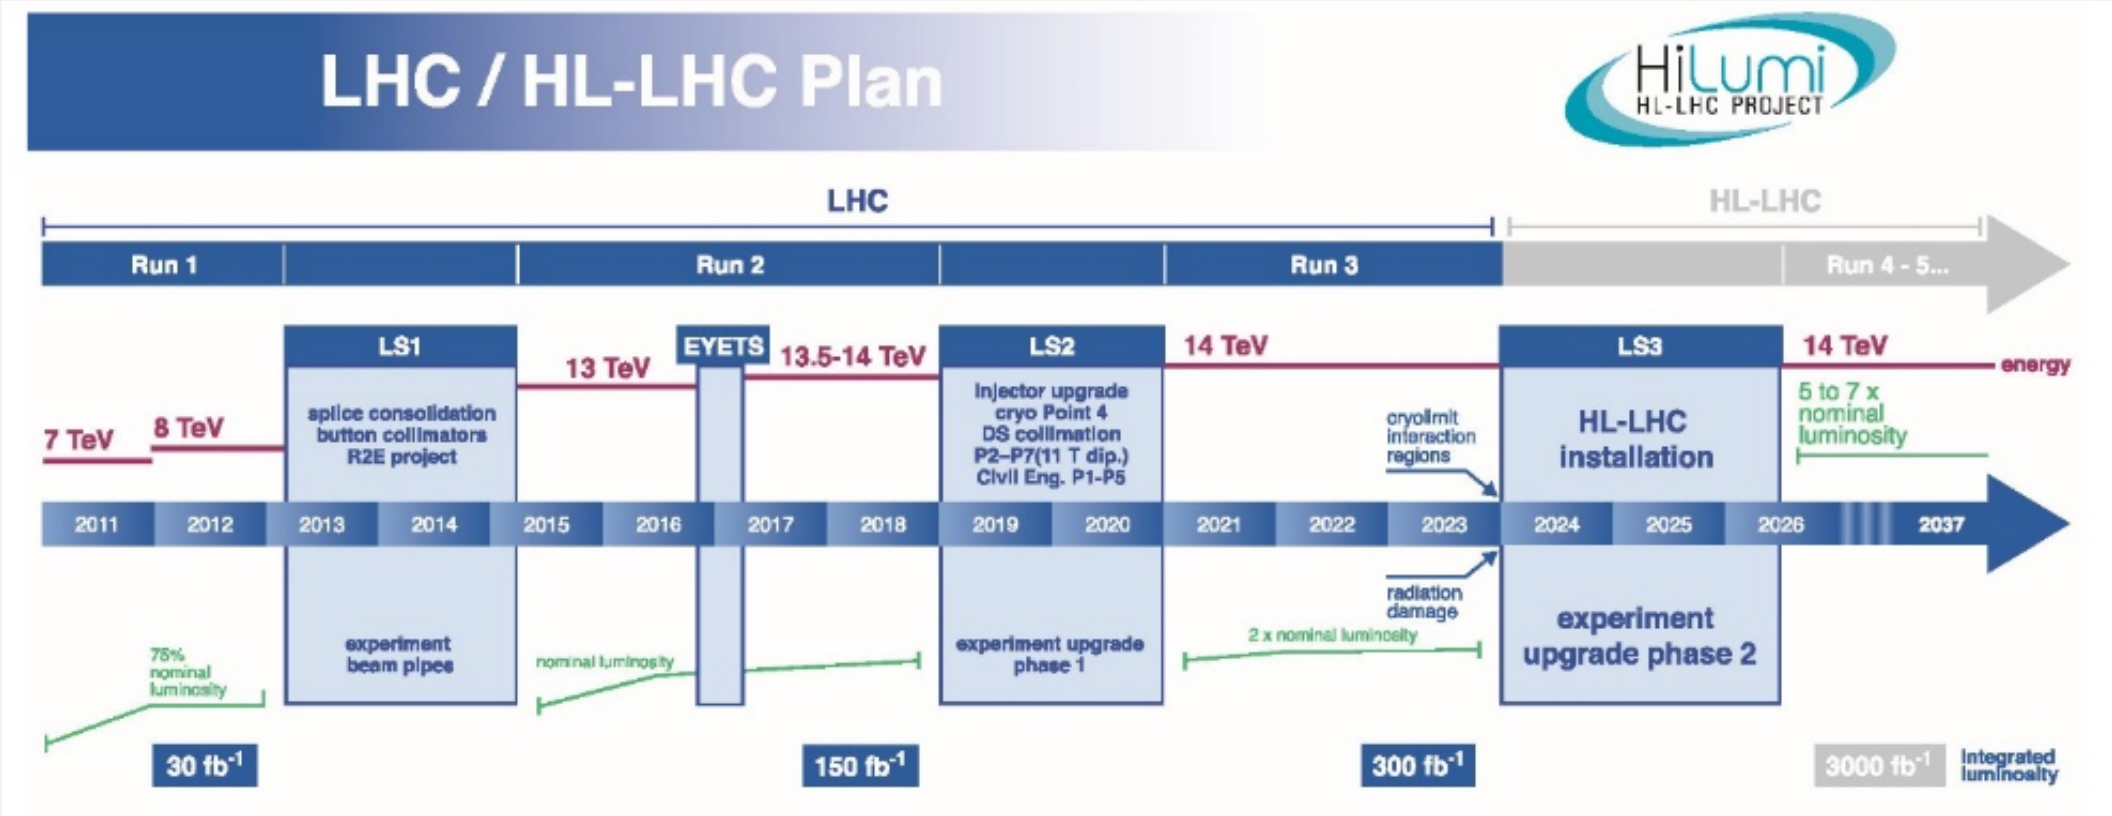 LHC / HL-LHC Plan
HiLumi
HL-LHC PROJECT
LHC
HL-LHC
Run 1
Run 2
Run 3
Run 4 - 5...
LS1
EYETS
LS2
LS3
7 TeV
8 TeV
13 TeV
13.5-14 TeV
14 TeV
14 TeV
energy
splice consolidation
button collimators
R2E project
Injector upgrade
cryo Point 4
DS collimation
P2–P7(11 T dip.)
Civil Eng. P1-P5
cryolimit
interaction
regions
HL-LHC
installation
5 to 7 x
nominal
luminosity
2011
2012
2013
2014
2015
2016
2017
2018
2019
2020
2021
2022
2023
2024
2025
2026
2037
75%
nominal
luminosity
experiment
beam pipes
nominal luminosity
experiment upgrade
phase 1
2 x nominal luminosity
radiation
damage
experiment
upgrade phase 2
30 fb⁻¹
150 fb⁻¹
300 fb⁻¹
3000 fb⁻¹
Integrated
luminosity